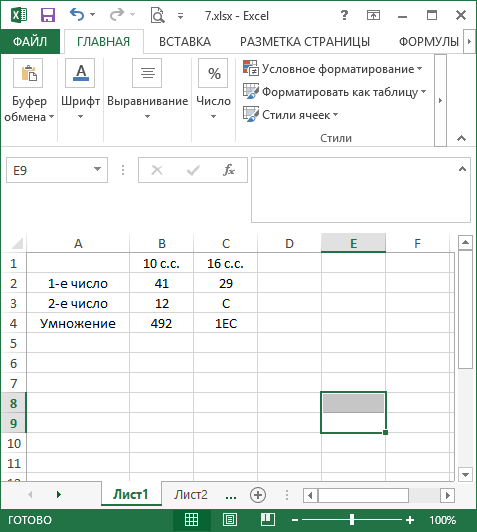 7.xlsx - Excel
ФАЙЛ ГЛАВНАЯ ВСТАВКА РАЗМЕТКА СТРАНИЦЫ ФОРМУЛЫ
Буфер обмена
Шрифт
Выравнивание
%
Число
Условное форматирование
Форматировать как таблицу
Стили ячеек
Стили
E9 fx
A B C D E F
1 10 с.с. 16 с.с.
2 1-е число 41 29
3 2-е число 12 C
4 Умножение 492 1EC
5
6
7
8
9
10
11
12
Лист1 Лист2 ...
ГОТОВО 100%